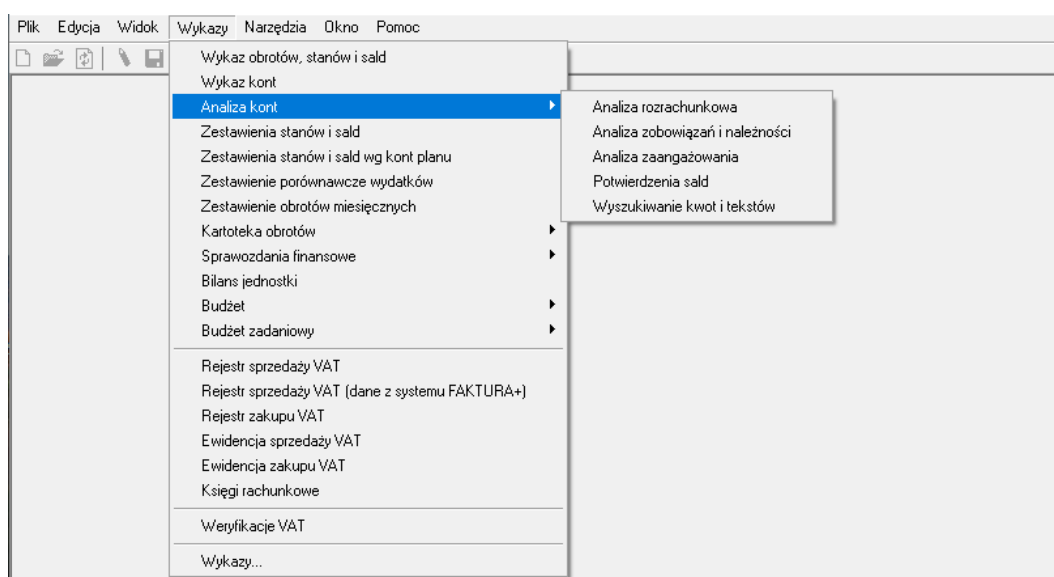 Plik Edycja Widok Wykazy Narzędzia Okno Pomoc
Wykaz obrotów, stanów i sald
Wykaz kont
Analiza kont
Analiza rozrachunkowa
Analiza zobowiązań i należności
Analiza zaangażowania
Potwierdzenia sald
Wyszukiwanie kwot i tekstów
Zestawienia stanów i sald
Zestawienia stanów i sald wg kont planu
Zestawienie porównawcze wydatków
Zestawienie obrotów miesięcznych
Kartoteka obrotów
Sprawozdania finansowe
Bilans jednostki
Budżet
Budżet zadaniowy
Rejestr sprzedaży VAT
Rejestr sprzedaży VAT (dane z systemu FAKTURA+)
Rejestr zakupu VAT
Ewidencja sprzedaży VAT
Ewidencja zakupu VAT
Księgi rachunkowe
Weryfikacje VAT
Wykazy...